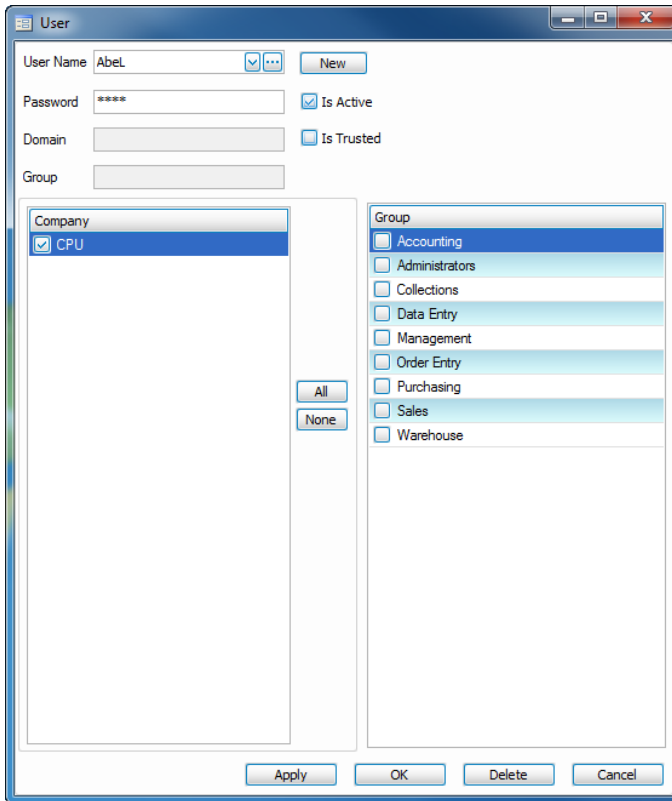 User
User Name AbeL New
Password **** Is Active
Domain Is Trusted
Group
Company
CPU
All
None
Group
Accounting
Administrators
Collections
Data Entry
Management
Order Entry
Purchasing
Sales
Warehouse
Apply OK Delete Cancel